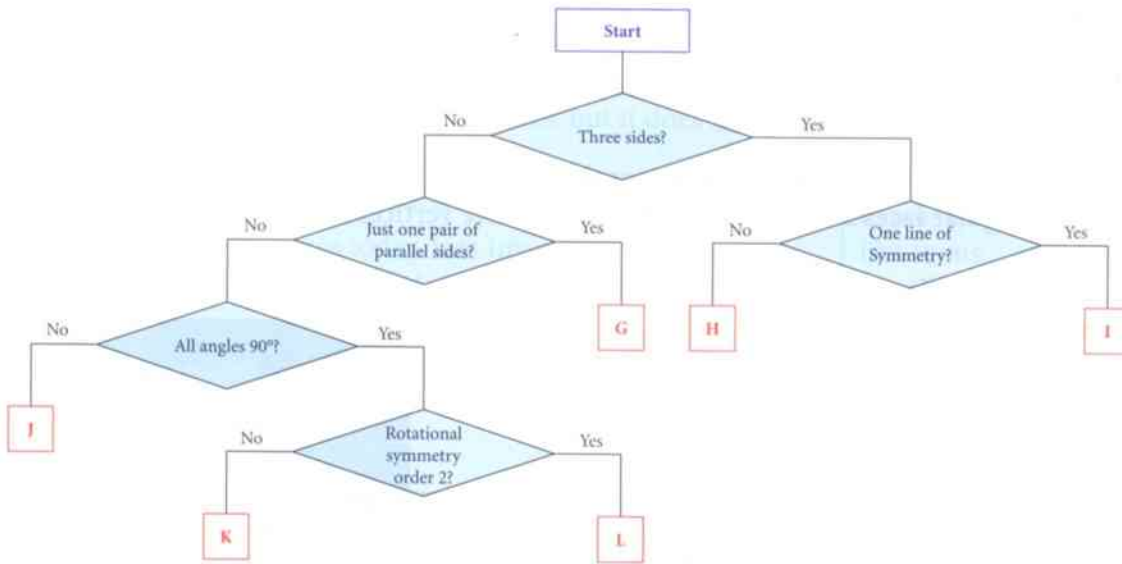 Start
Three sides?
No
Yes
Just one pair of
parallel sides?
No
Yes
One line of
Symmetry?
No
Yes
G
H
I
All angles 90°?
No
Yes
J
Rotational
symmetry
order 2?
No
Yes
K
L